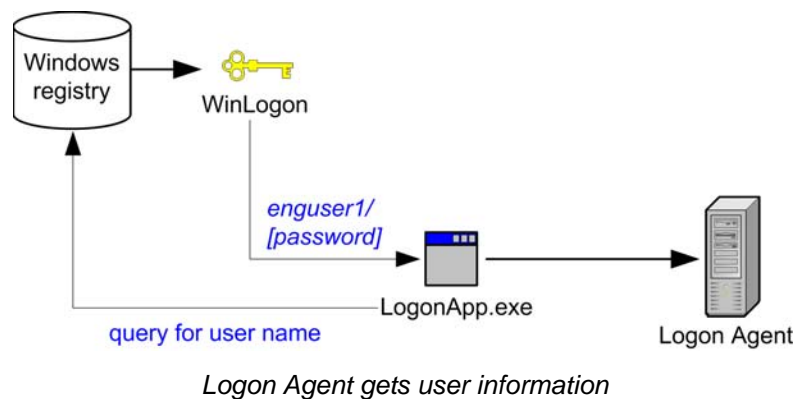 Windows
registry
WinLogon
enguser1/
[password]
LogonApp.exe
Logon Agent
query for user name
Logon Agent gets user information